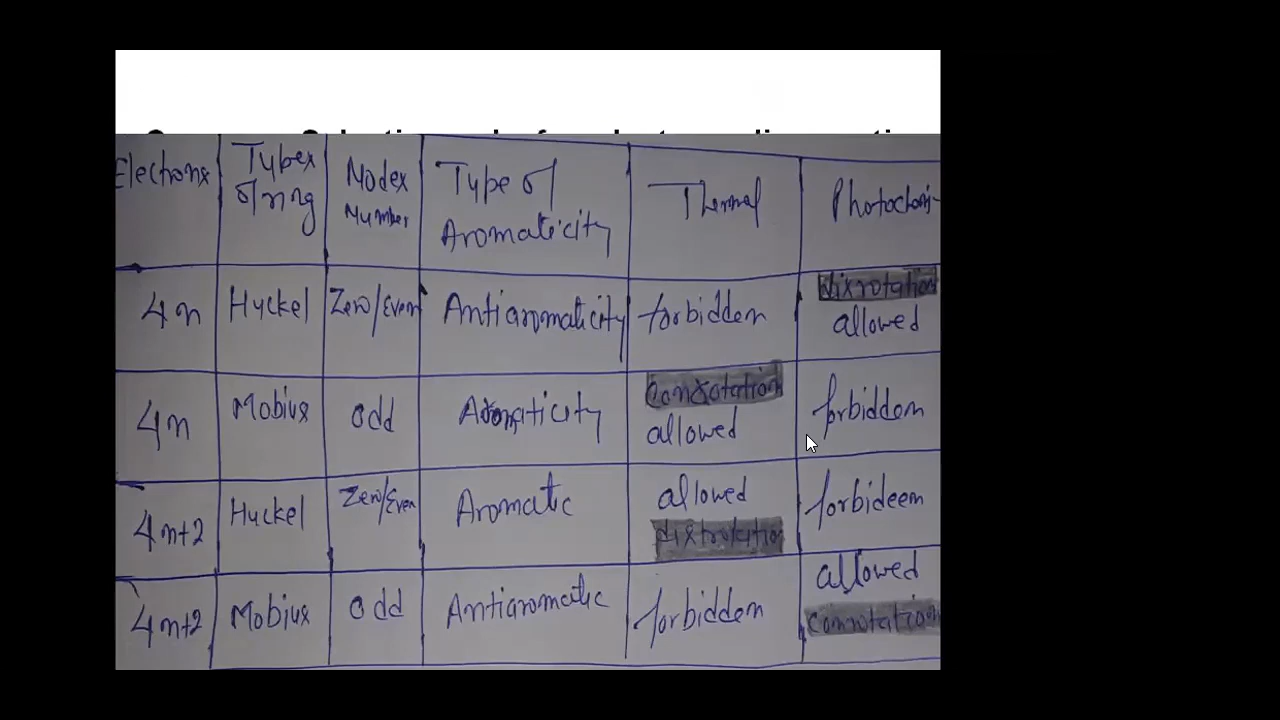 Electrons Types of ring Nodes Number Type of Aromaticity Thermal
4n Huckel Zero/Even Antiaromaticity forbidden disrotation allowed
4n Mobius odd Aromaticity conrotation allowed forbidden
4n+2 Huckel Zero/Even Aromatic allowed disrotation forbideen
4n+2 Mobius odd Antiaromatic forbidden allowed conrotation